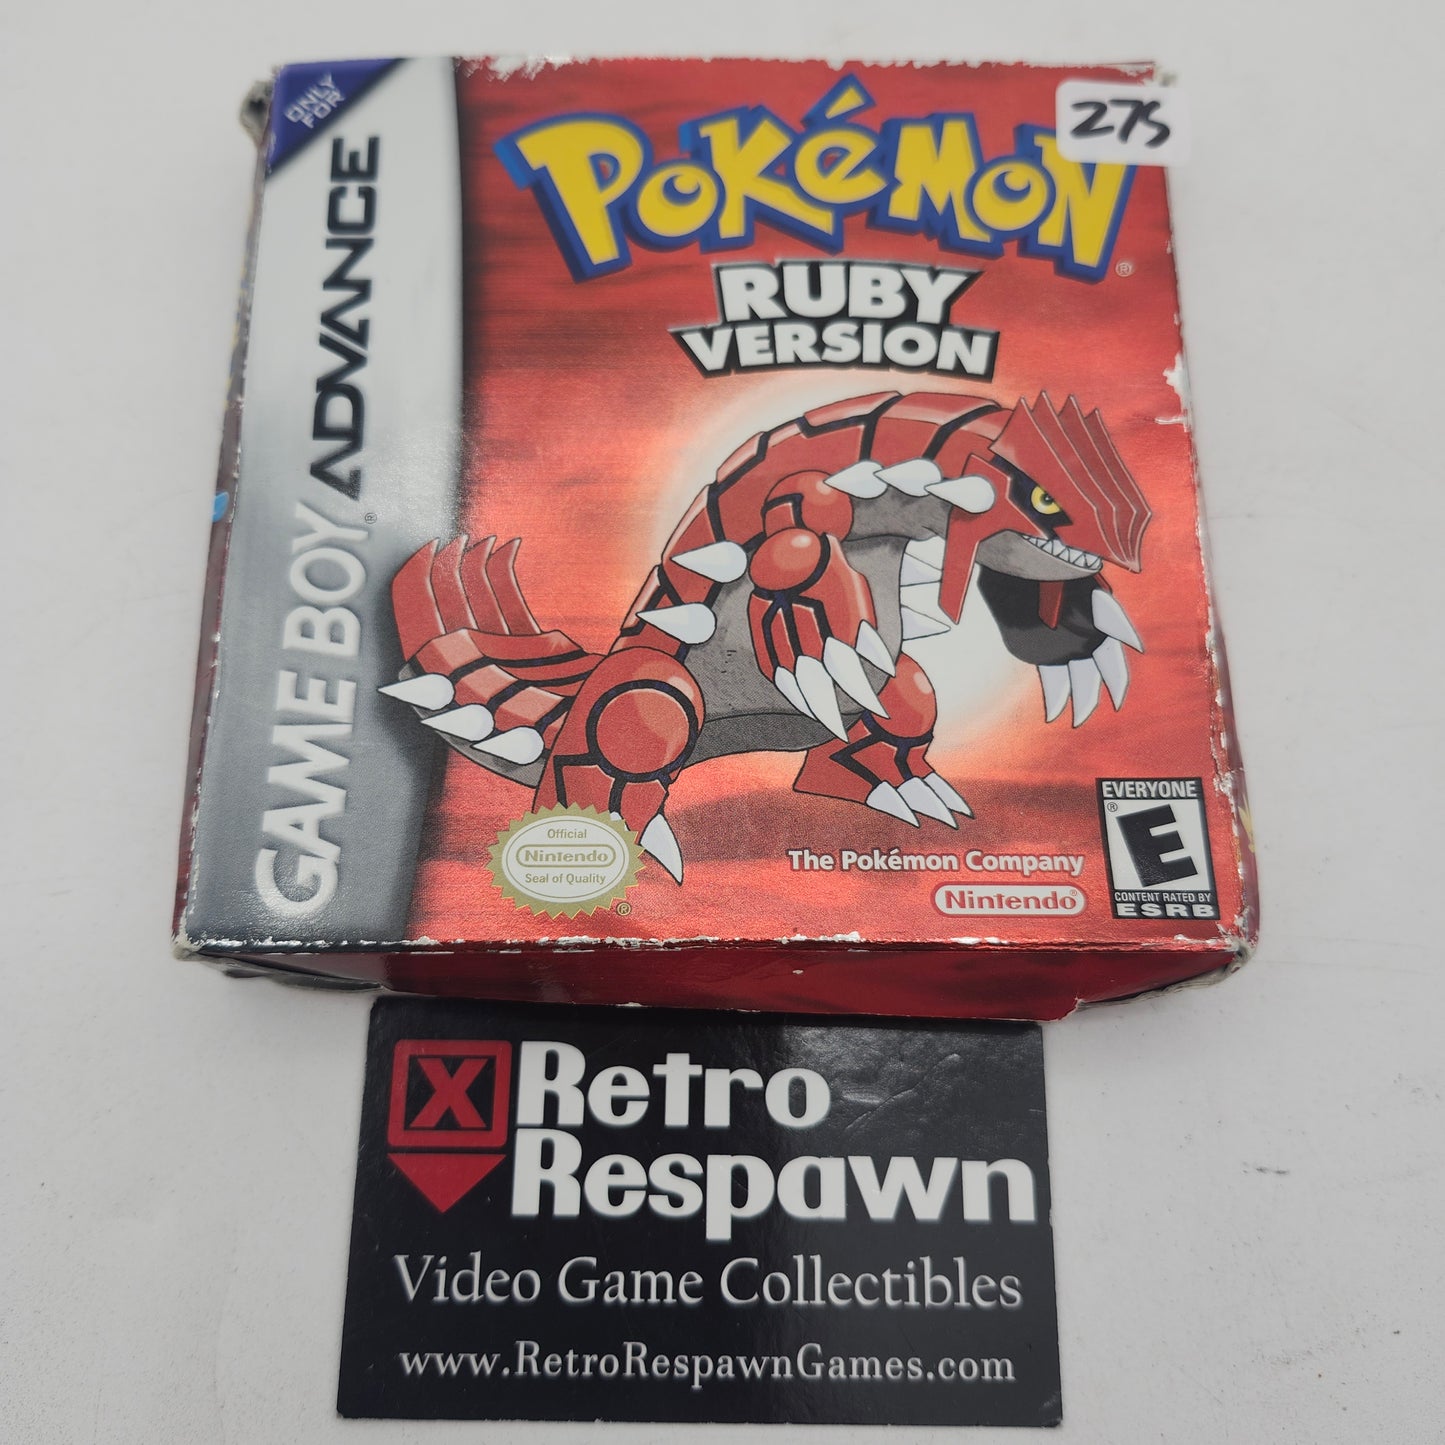 ONLY
FOR
GAME BOY ADVANCE
®
POKéMON
®
275
RUBY
VERSION
Official
Nintendo
Seal of Quality
®
The Pokémon Company
Nintendo®
EVERYONE
®
E
CONTENT RATED BY
ESRB
X
Retro
Respawn
Video Game Collectibles
www.RetroRespawnGames.com